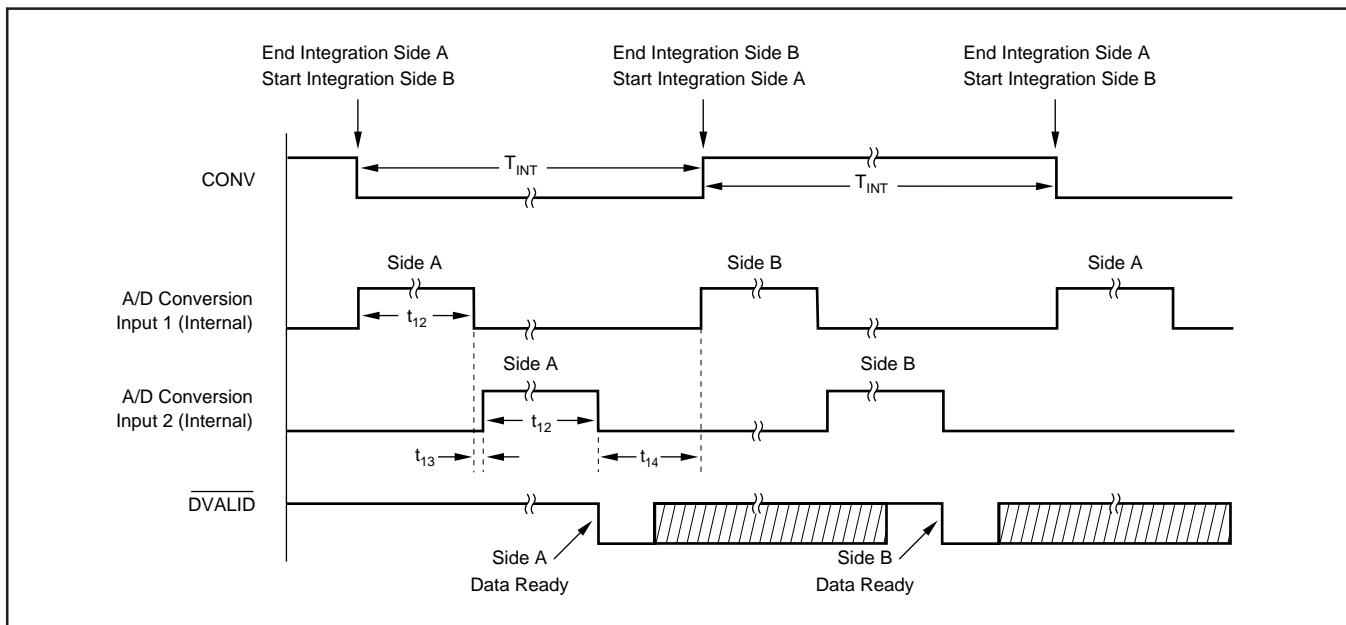 End Integration Side A
Start Integration Side B
End Integration Side B
Start Integration Side A
End Integration Side A
Start Integration Side B
CONV
TINT
TINT
A/D Conversion
Input 1 (Internal)
Side A
t12
Side B
Side A
A/D Conversion
Input 2 (Internal)
Side A
t12
Side B
t13
t14
DVALID
Side A
Data Ready
Side B
Data Ready